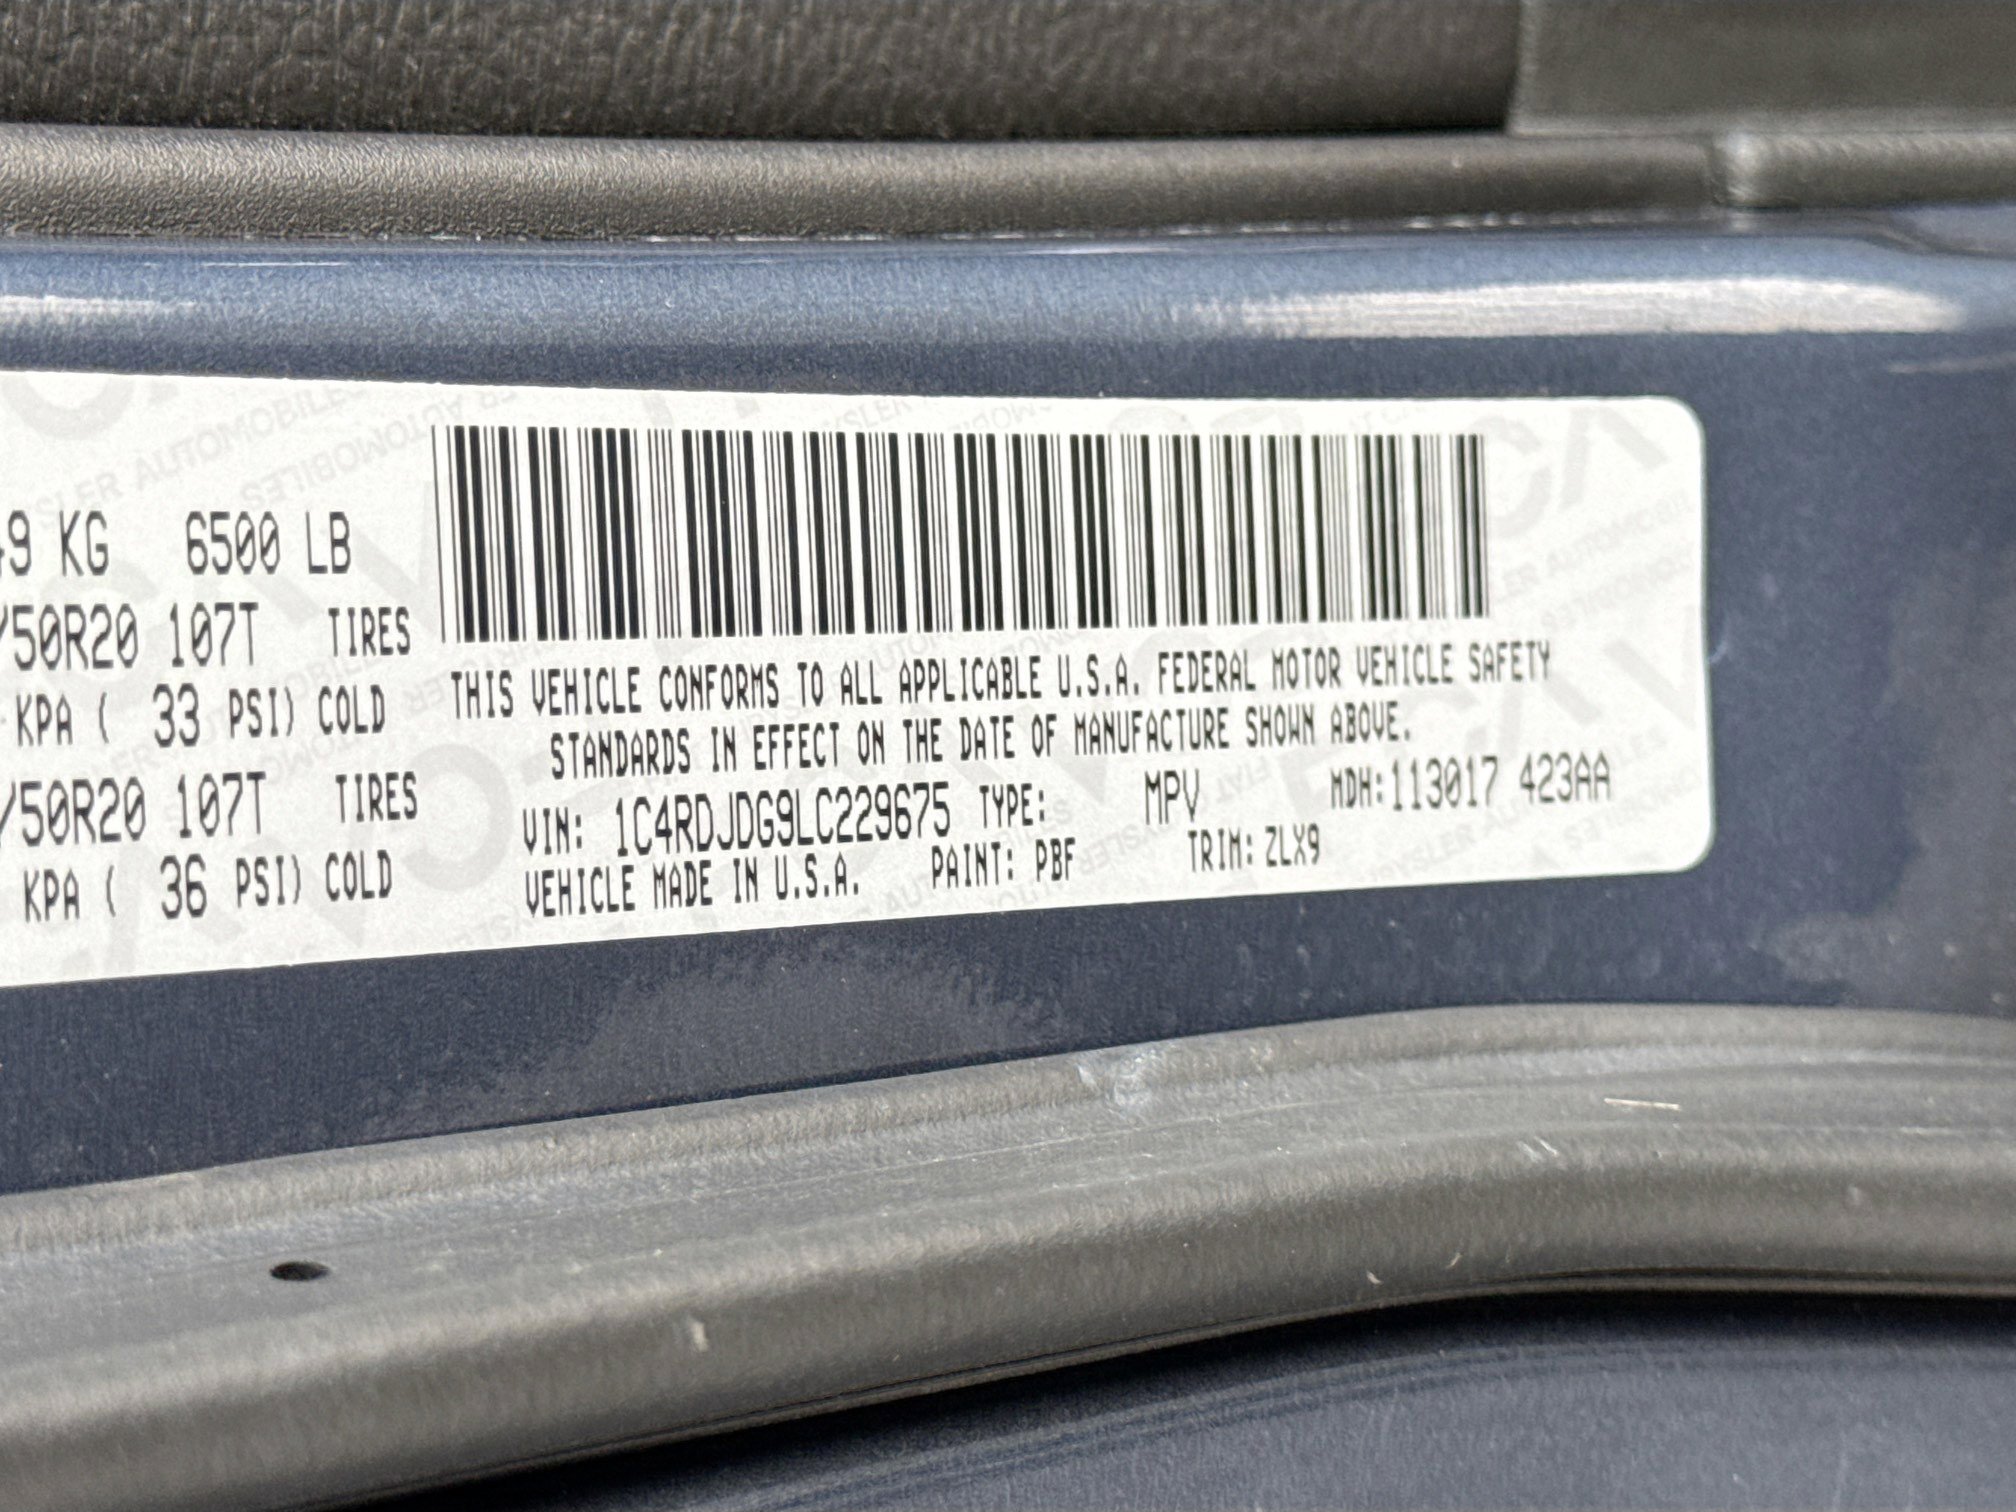 49 KG 6500 LB
/50R20 107T TIRES
KPA ( 33 PSI) COLD
/50R20 107T TIRES
KPA ( 36 PSI) COLD
THIS VEHICLE CONFORMS TO ALL APPLICABLE U.S.A. FEDERAL MOTOR VEHICLE SAFETY
STANDARDS IN EFFECT ON THE DATE OF MANUFACTURE SHOWN ABOVE.
VIN: 1C4RDJDG9LC229675 TYPE: MPV MDH:113017 423AA
VEHICLE MADE IN U.S.A. PAINT: PBF TRIM: ZLX9